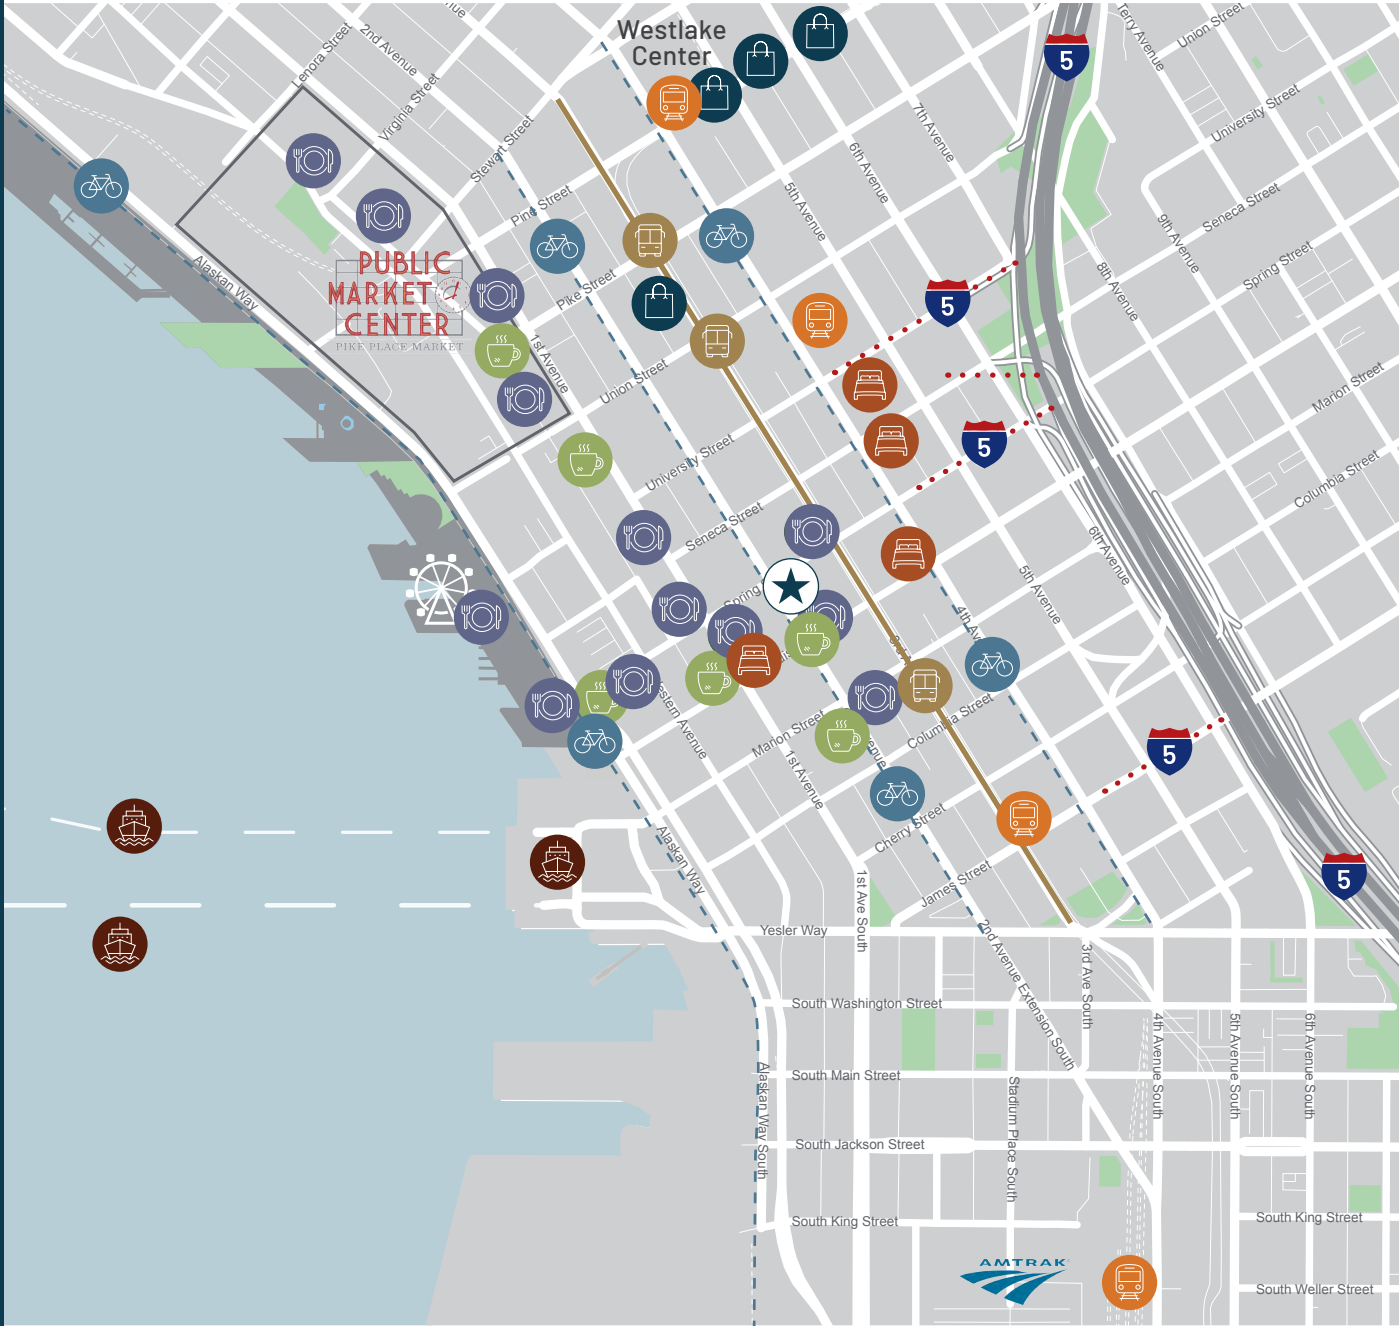 Westlake
Center
Lenora Street
2nd Avenue
Virginia Street
Stewart Street
Pine Street
Pike Street
Union Street
University Street
Seneca Street
Spring
1st Avenue
Alaskan Way
PUBLIC
MARKET
CENTER
PIKE PLACE MARKET
7th Avenue
6th Avenue
5th Avenue
Terry Avenue
Union Street
University Street
Seneca Street
Spring Street
9th Avenue
8th Avenue
Marion Street
Columbia Street
5
5
5
5
5
6th Avenue
5th Avenue
4th Av
Marion Street
Columbia Street
Cherry Street
James Street
1st Avenue
estern Avenue
enue
Alaskan Way
Yesler Way
1st Ave South
2nd Avenue Extension South
3rd Ave South
South Washington Street
South Main Street
South Jackson Street
South King Street
Alaskan Way South
Stadium Place South
4th Avenue South
5th Avenue South
6th Avenue South
South King Street
South Weller Street
AMTRAK